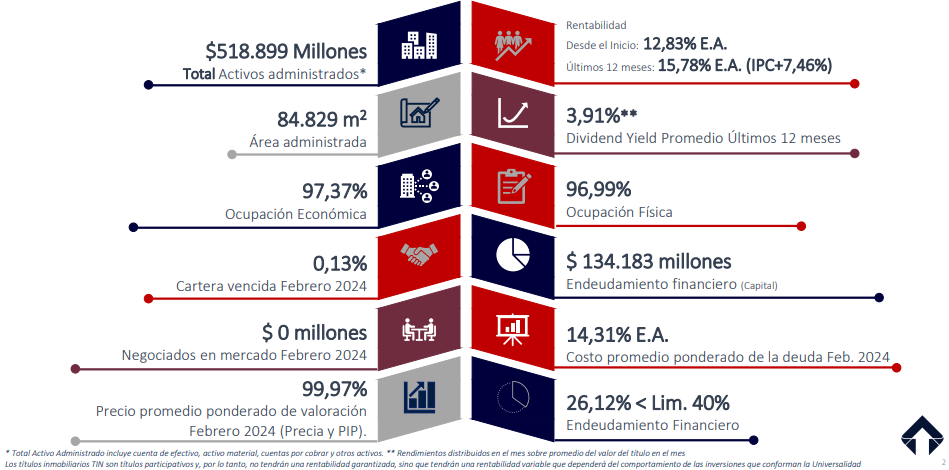 $518.899 Millones
Total Activos administrados*
84.829 m²
Área administrada
97,37%
Ocupación Económica
0,13%
Cartera vencida Febrero 2024
$ 0 millones
Negociados en mercado Febrero 2024
99,97%
Precio promedio ponderado de valoración
Febrero 2024 (Precia y PIP).
Rentabilidad
Desde el Inicio: 12,83% E.A.
Últimos 12 meses: 15,78% E.A. (IPC+7,46%)
3,91%**
Dividend Yield Promedio Últimos 12 meses
96,99%
Ocupación Física
$ 134.183 millones
Endeudamiento financiero (Capital)
14,31% E.A.
Costo promedio ponderado de la deuda Feb. 2024
26,12% < Lim. 40%
Endeudamiento Financiero
* Total Activo Administrado incluye cuenta de efectivo, activo material, cuentas por cobrar y otros activos. ** Rendimientos distribuidos en el mes sobre promedio del valor del título en el mes
Los títulos inmobiliarios TIN son títulos participativos y, por lo tanto, no tendrán una rentabilidad garantizada, sino que tendrán una rentabilidad variable que dependerá del comportamiento de las inversiones que conforman la Universalidad
2